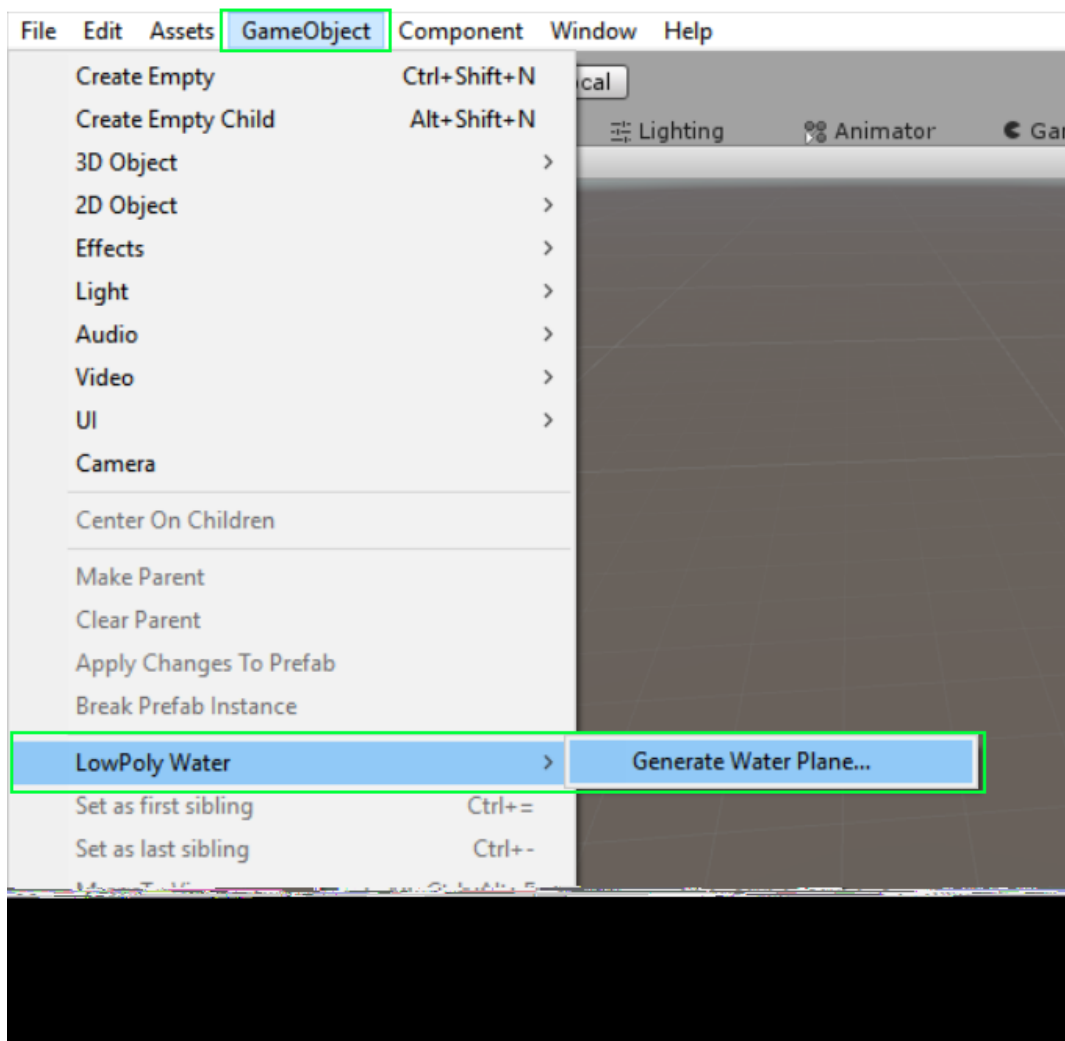 File Edit Assets GameObject Component Window Help
Create Empty Ctrl+Shift+N
Create Empty Child Alt+Shift+N
Lighting Animator
3D Object
2D Object
Effects
Light
Audio
Video
UI
Camera
Center On Children
Make Parent
Clear Parent
Apply Changes To Prefab
Break Prefab Instance
LowPoly Water Generate Water Plane...
Set as first sibling Ctrl+=
Set as last sibling Ctrl+-